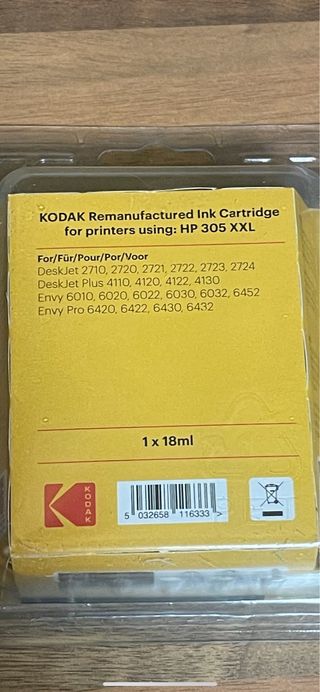 KODAK Remanufactured Ink Cartridge
for printers using: HP 305 XXL
For/Für/Pour/Por/Voor
DeskJet 2710, 2720, 2721, 2722, 2723, 2724
DeskJet Plus 4110, 4120, 4122, 4130
Envy 6010, 6020, 6022, 6030, 6032, 6452
Envy Pro 6420, 6422, 6430, 6432
1 x 18ml
KODAK
5 032658 116333 >